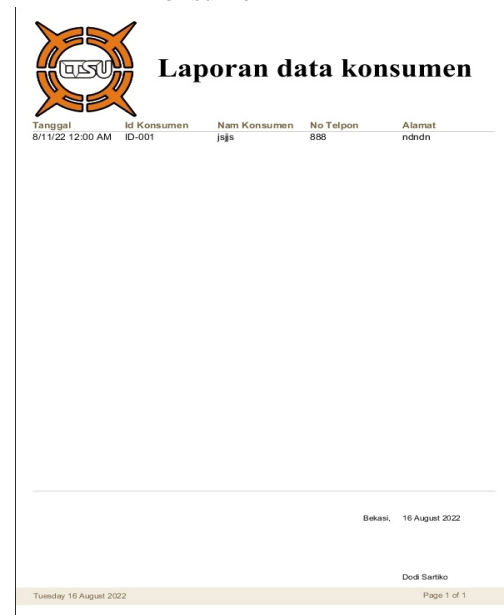 LTSU
Laporan data konsumen
Tanggal Id Konsumen Nam Konsumen No Telpon Alamat
8/11/22 12:00 AM ID-001 jsjjs 888 ndndn
Bekasi, 16 August 2022
Dodi Sartiko
Tuesday 16 August 2022 Page 1 of 1